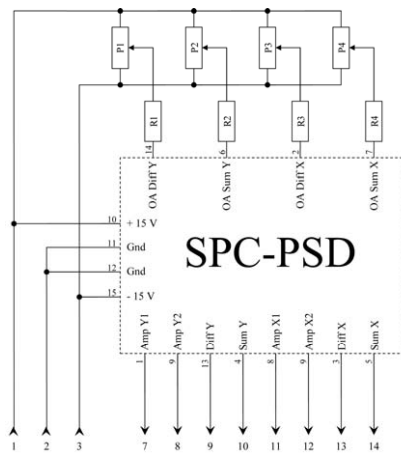 P1 P2 P3 P4
R1 R2 R3 R4
14 6 2 7
OA Diff Y OA Sum Y OA Diff X OA Sum X
10 + 15 V
11 Gnd
12 Gnd
15 - 15 V
SPC-PSD
Amp Y1 Amp Y2 Diff Y Sum Y Amp X1 Amp X2 Diff X Sum X
1 9 13 4 8 9 3 5
1 2 3 7 8 9 10 11 12 13 14